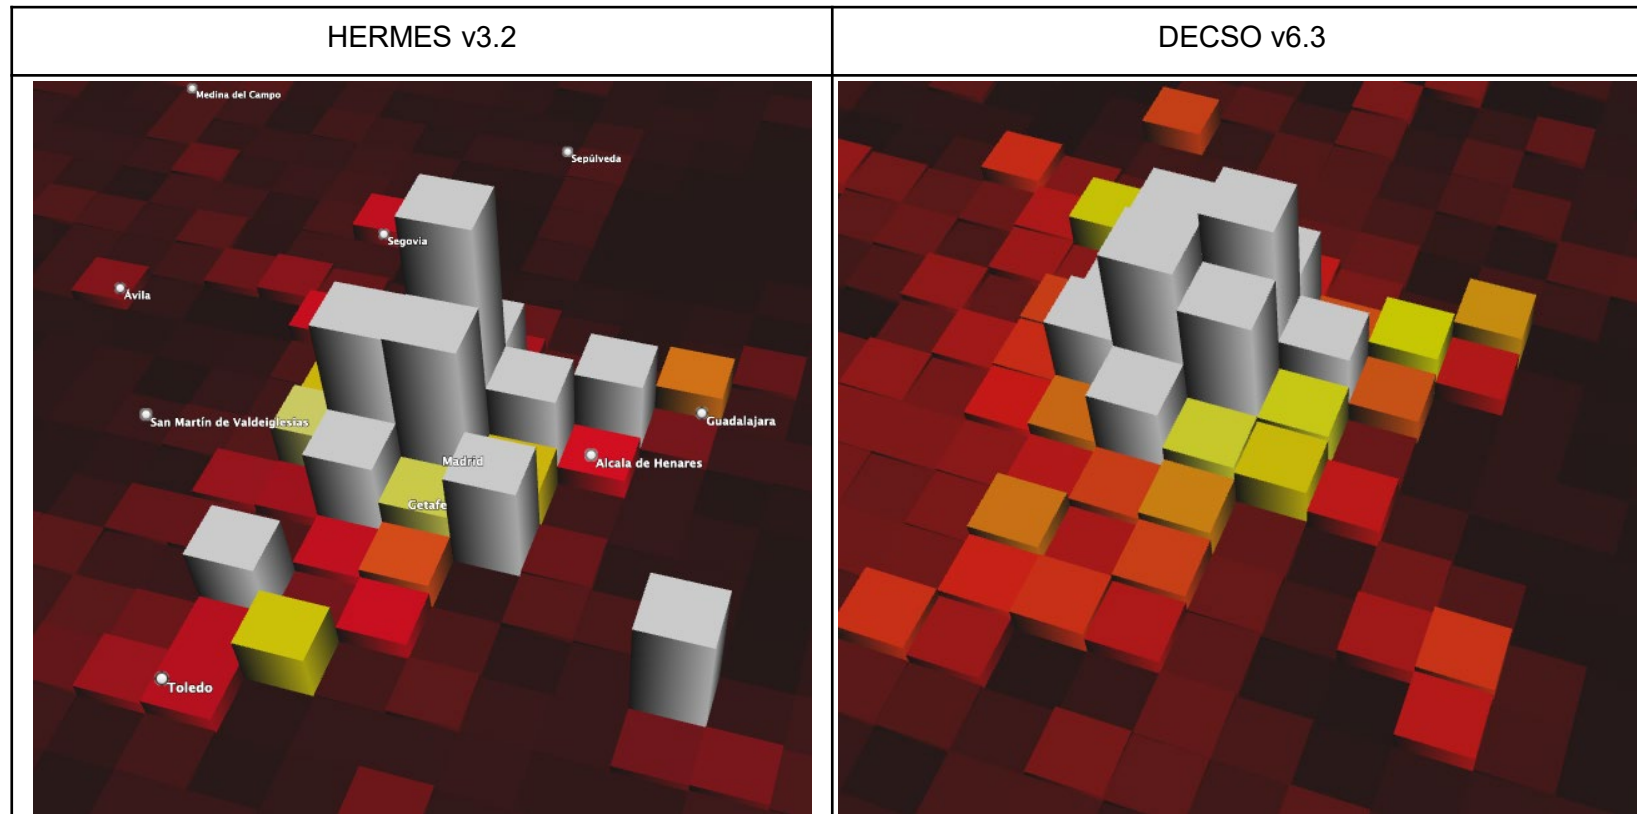 HERMES v3.2
DECSO v6.3
Medina del Campo
Sepúlveda
Segovia
Ávila
San Martín de Valdeiglesias
Guadalajara
Madrid
Alcala de Henares
Getafe
Toledo